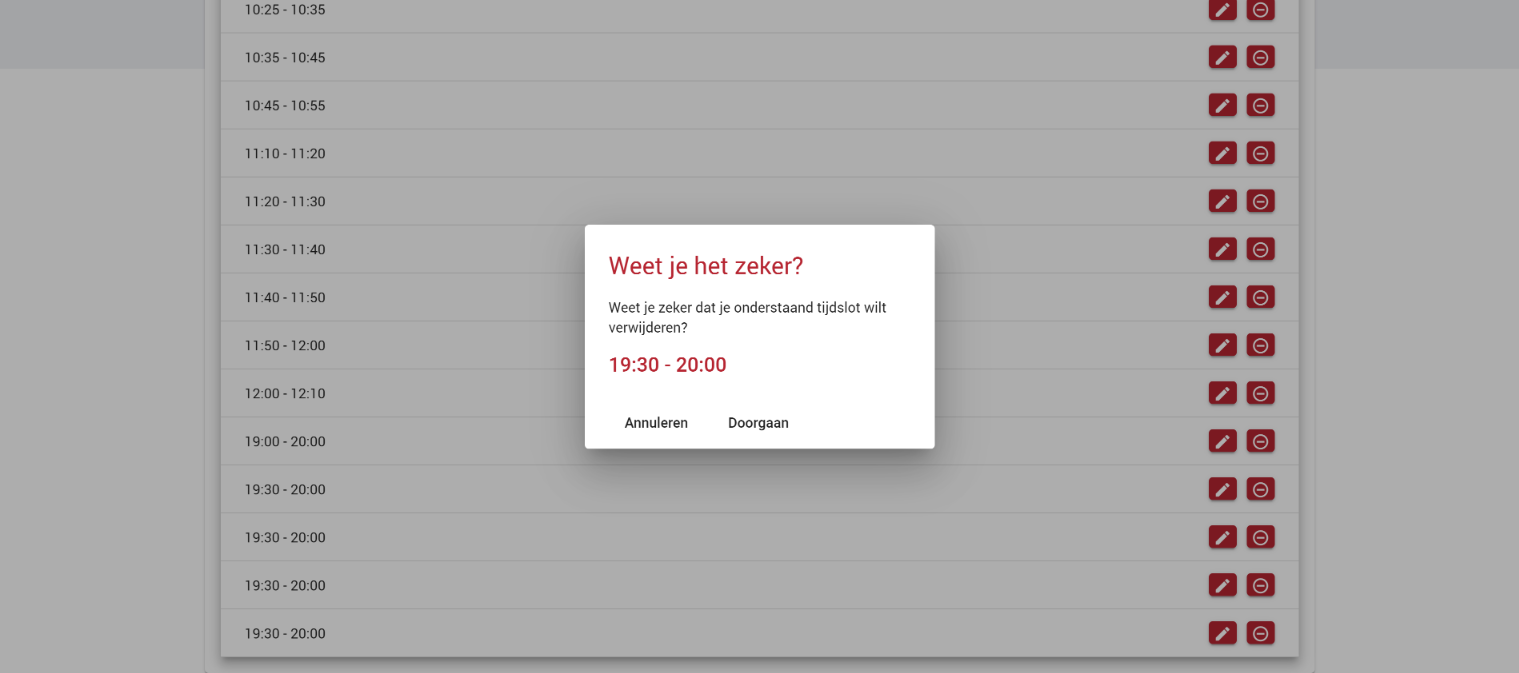 10:25 - 10:35
10:35 - 10:45
10:45 - 10:55
11:10 - 11:20
11:20 - 11:30
11:30 - 11:40
11:40 - 11:50
11:50 - 12:00
12:00 - 12:10
19:00 - 20:00
19:30 - 20:00
19:30 - 20:00
19:30 - 20:00
19:30 - 20:00
Weet je het zeker?
Weet je zeker dat je onderstaand tijdslot wilt
verwijderen?
19:30 - 20:00
Annuleren Doorgaan